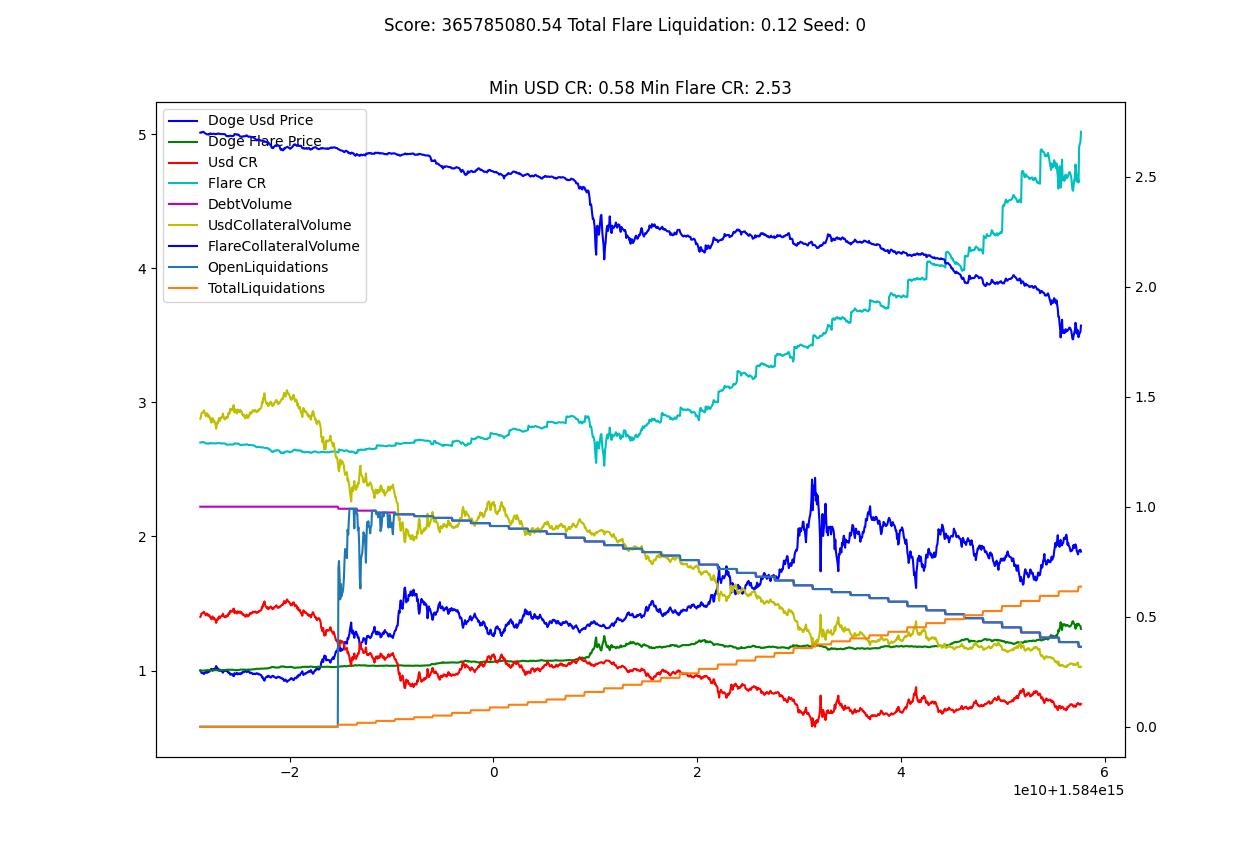 Score: 365785080.54 Total Flare Liquidation: 0.12 Seed: 0
Min USD CR: 0.58 Min Flare CR: 2.53
Doge Usd Price
Doge Flare Price
Usd CR
Flare CR
DebtVolume
UsdCollateralVolume
FlareCollateralVolume
OpenLiquidations
TotalLiquidations
5
4
3
2
1
2.5
2.0
1.5
1.0
0.5
0.0
−2 0 2 4 6
1e10+1.584e15